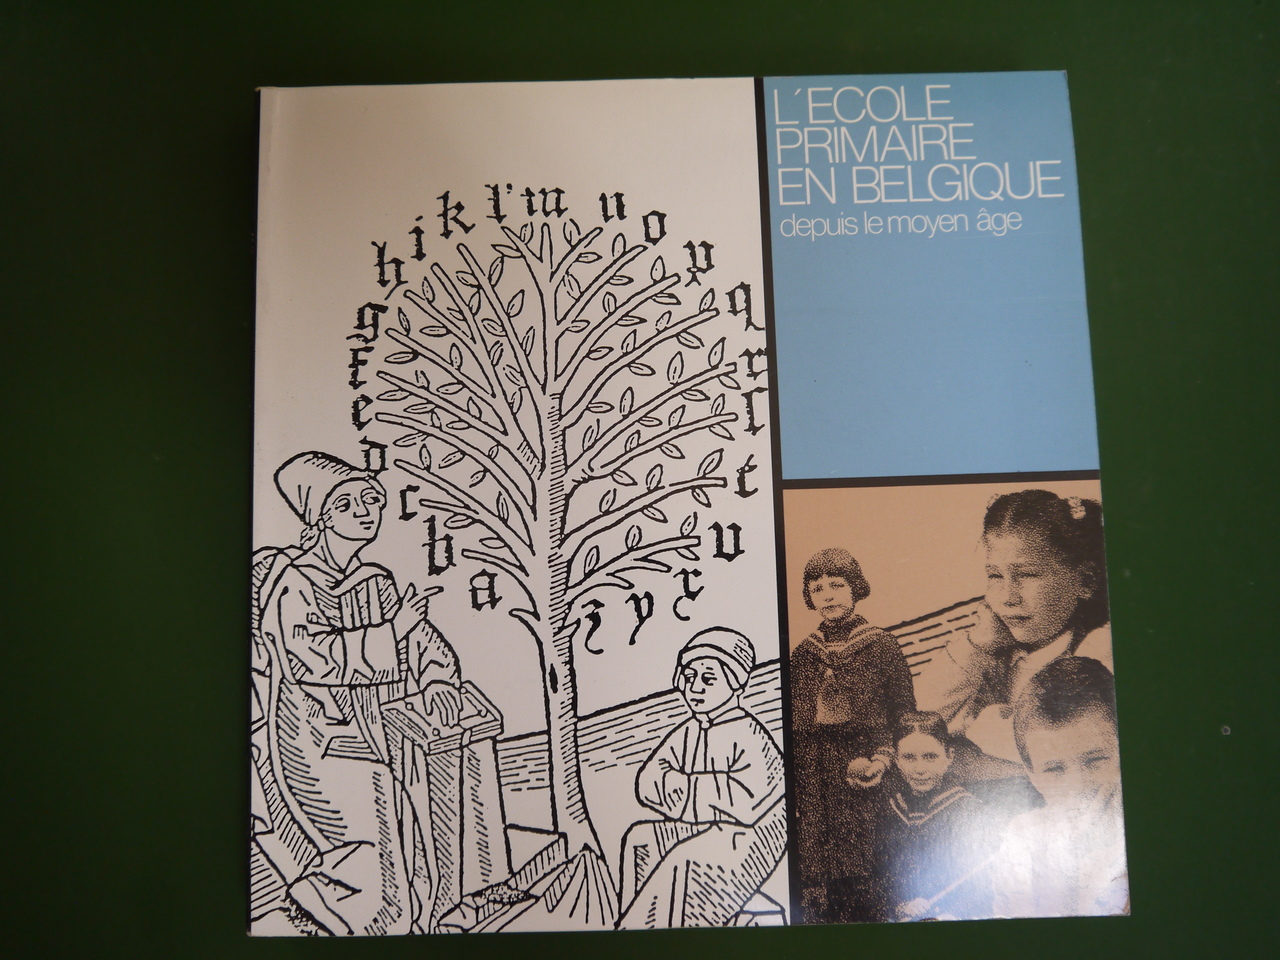 L'ECOLE
PRIMAIRE
EN BELGIQUE
depuis le moyen âge
a b c d e f g h i k l m n o p q r ſ t v x y z